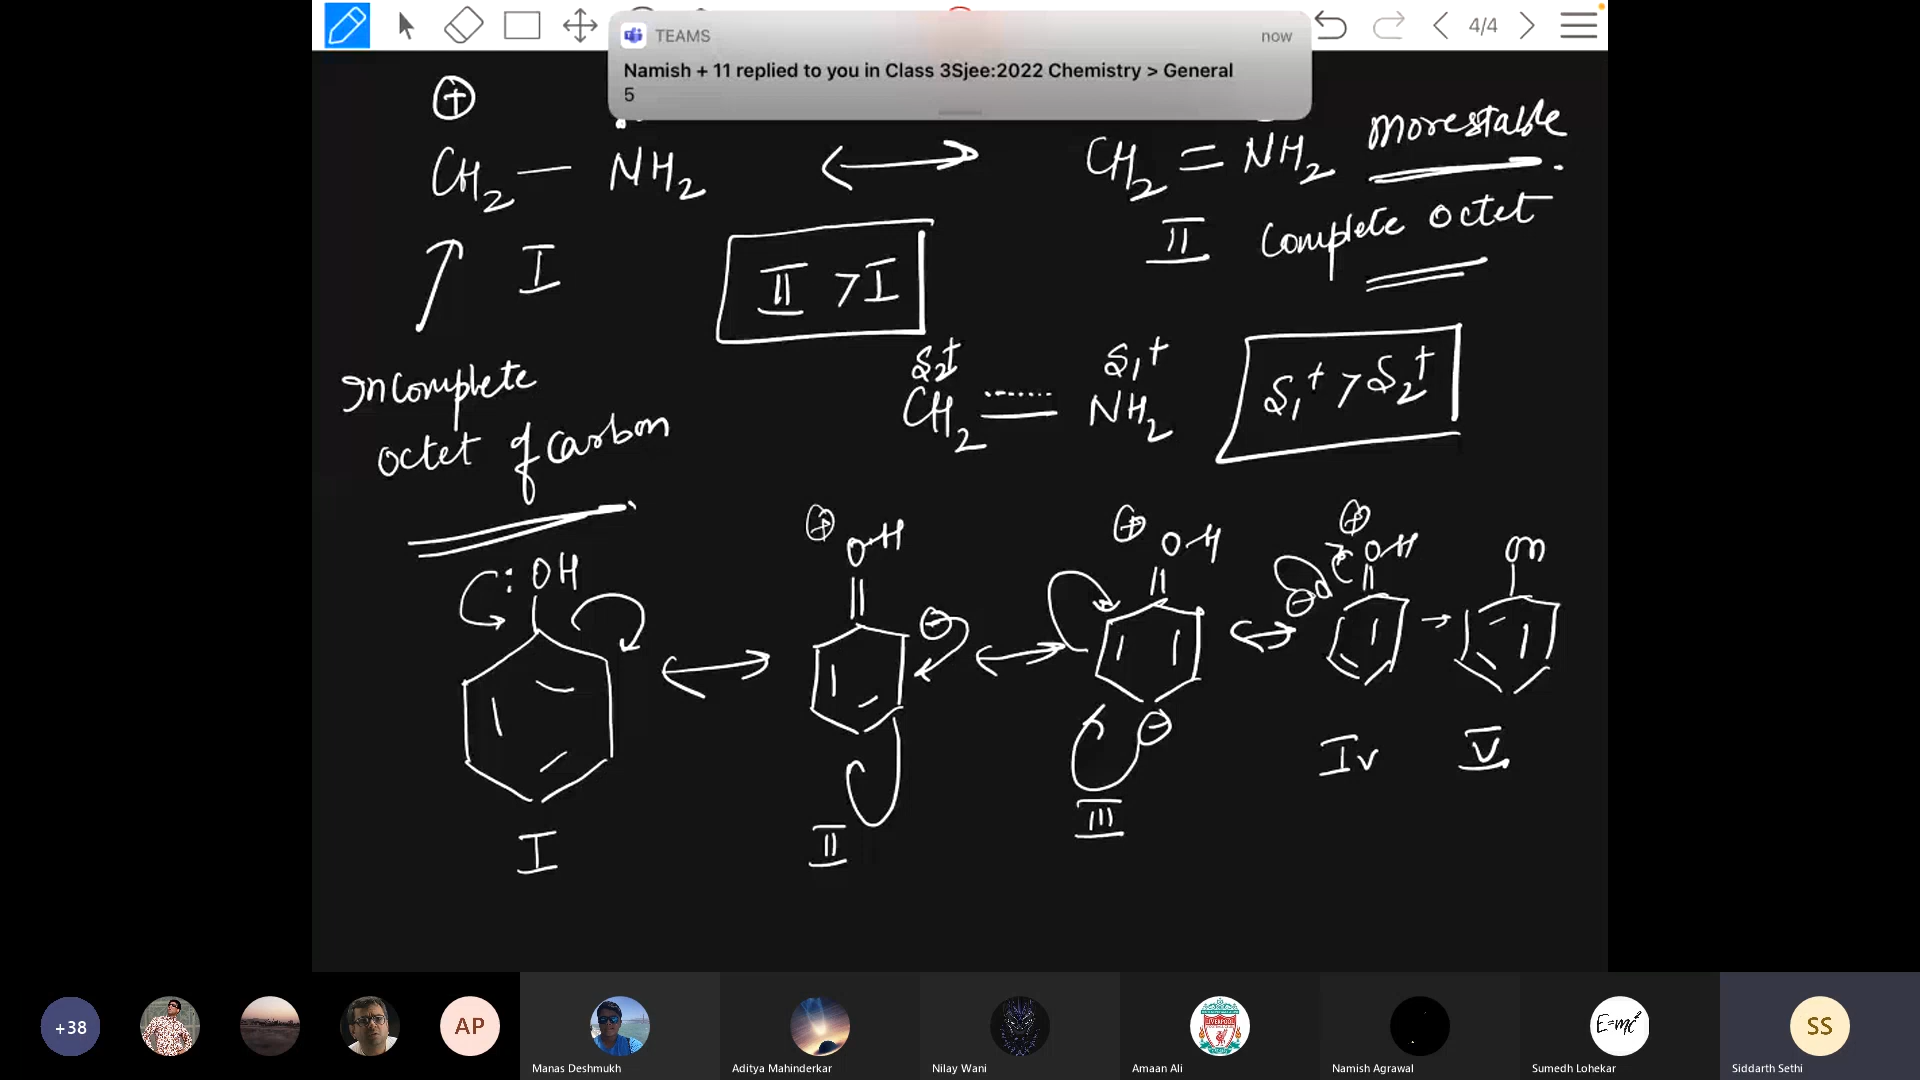 4/4
TEAMS
now
Namish + 11 replied to you in Class 3Sjee:2022 Chemistry > General
5
⊕
CH2 — NH2 ⟷ CH2 = NH2 more stable
I
II > I
II complete octet
Incomplete
octet of carbon
δ2+ δ1+
CH2 NH2
δ1+ > δ2+
⊕ ⊕ ⊕
:OH OH OH OH OH
⊖ ⊖ ⊖
I II III IV V
+38
AP
LIVERPOOL
E=mc²
SS
Manas Deshmukh
Aditya Mahinderkar
Nilay Wani
Amaan Ali
Namish Agrawal
Sumedh Lohekar
Siddarth Sethi